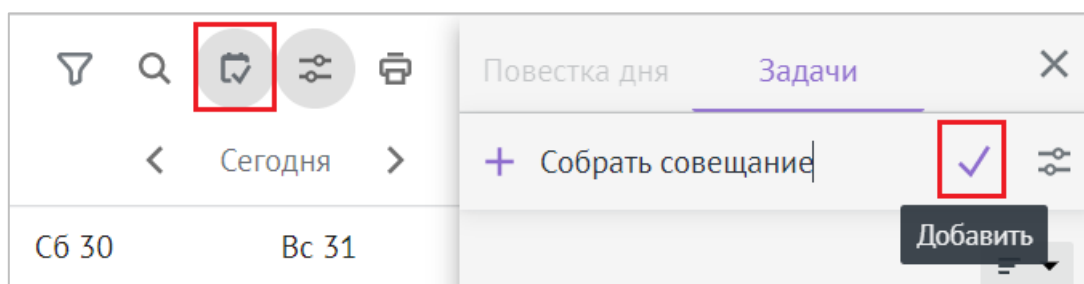 Повестка дня Задачи
Сегодня
Собрать совещание
Добавить
Сб 30 Вс 31